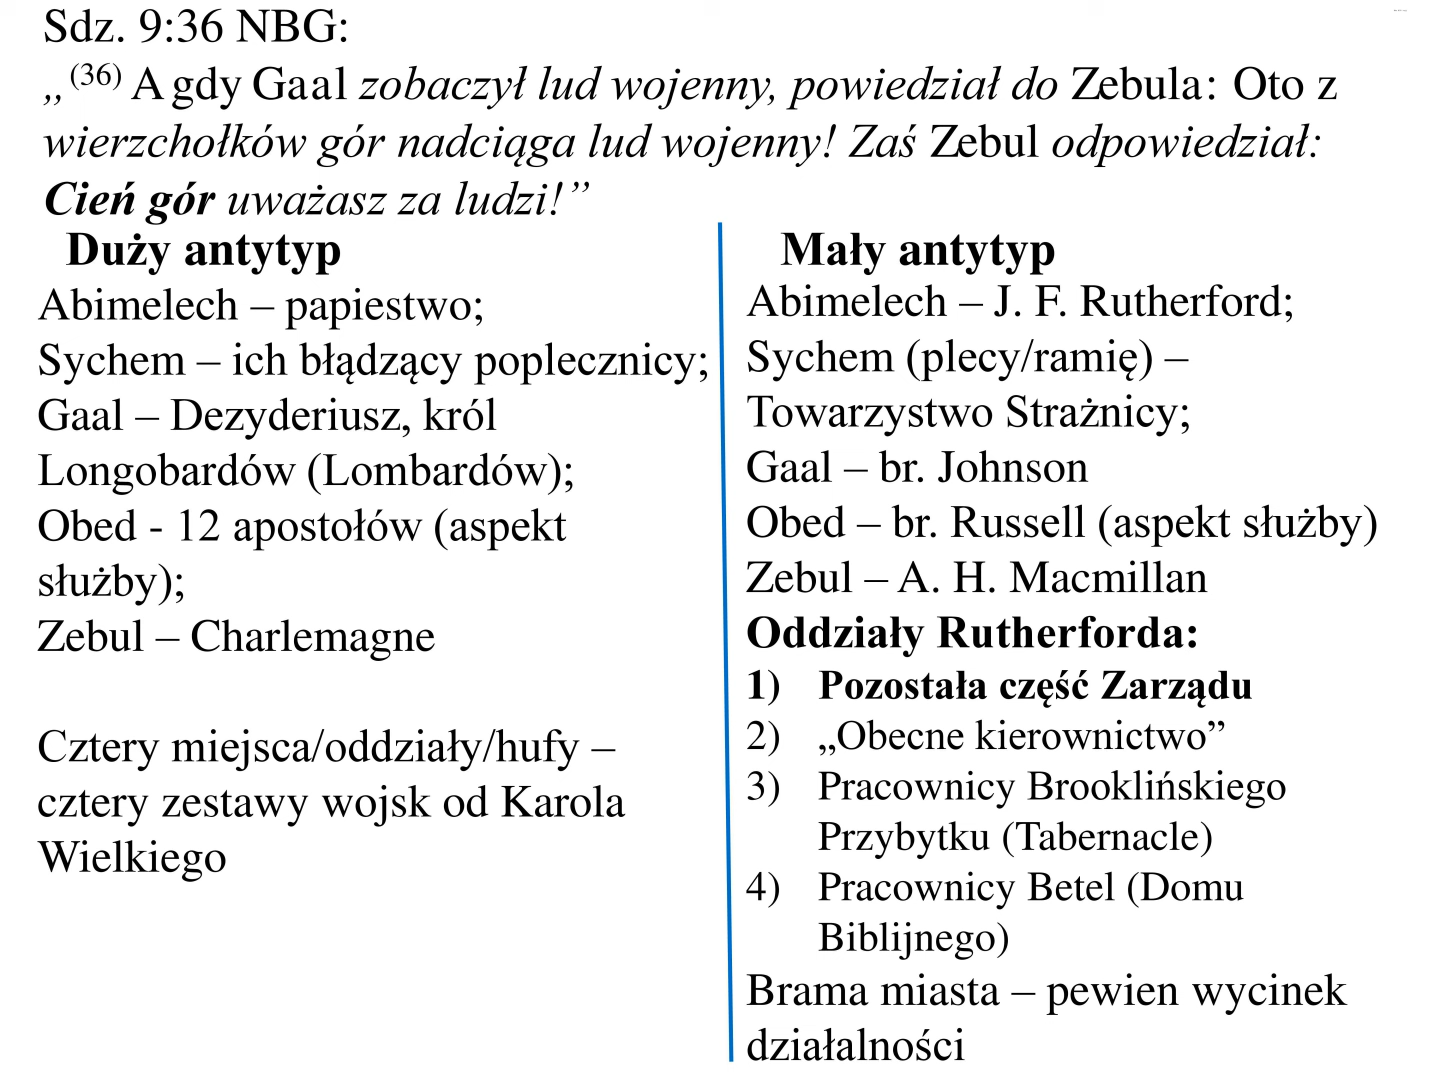 Sdz. 9:36 NBG:
„(36) A gdy Gaal zobaczył lud wojenny, powiedział do Zebula: Oto z
wierzchołków gór nadciąga lud wojenny! Zaś Zebul odpowiedział:
Cień gór uważasz za ludzi!”
Duży antytyp
Abimelech – papiestwo;
Sychem – ich błądzący poplecznicy;
Gaal – Dezyderiusz, król
Longobardów (Lombardów);
Obed - 12 apostołów (aspekt
służby);
Zebul – Charlemagne
Cztery miejsca/oddziały/hufy –
cztery zestawy wojsk od Karola
Wielkiego
Mały antytyp
Abimelech – J. F. Rutherford;
Sychem (plecy/ramię) –
Towarzystwo Strażnicy;
Gaal – br. Johnson
Obed – br. Russell (aspekt służby)
Zebul – A. H. Macmillan
Oddziały Rutherforda:
1) Pozostała część Zarządu
2) „Obecne kierownictwo”
3) Pracownicy Brooklińskiego
Przybytku (Tabernacle)
4) Pracownicy Betel (Domu
Biblijnego)
Brama miasta – pewien wycinek
działalności